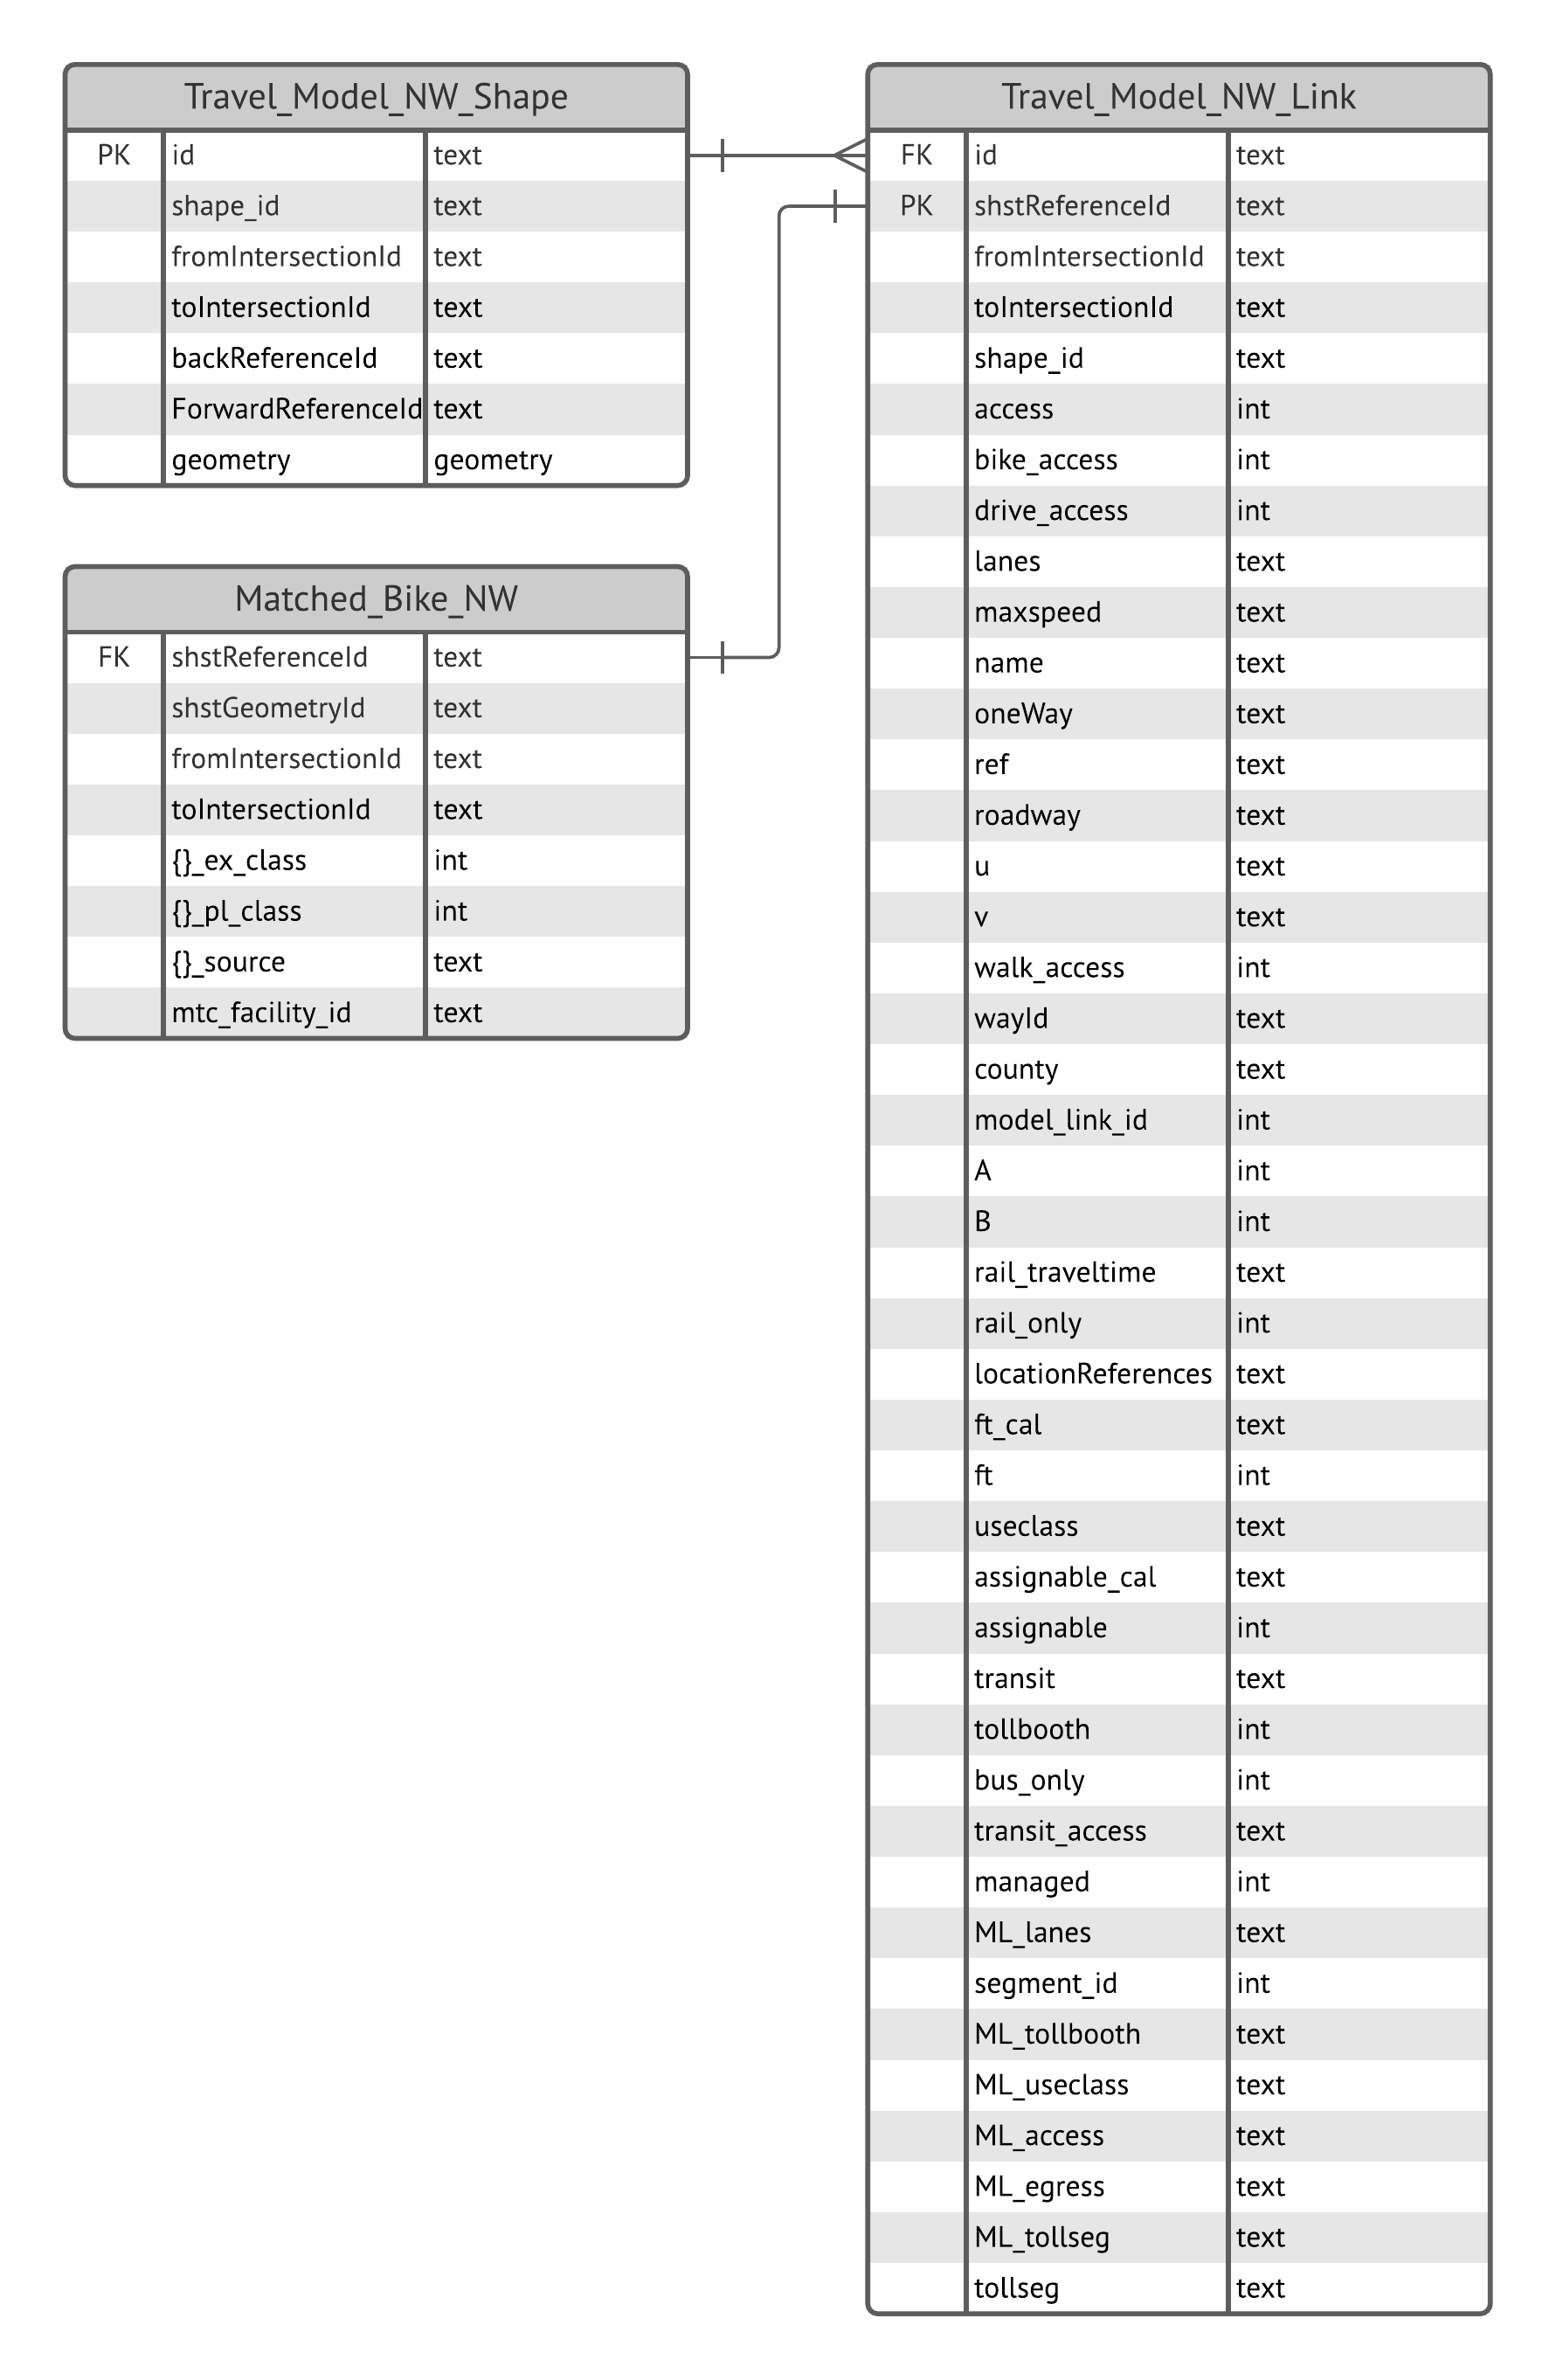 Travel_Model_NW_Shape
PK id text
shape_id text
fromIntersectionId text
toIntersectionId text
backReferenceId text
ForwardReferenceId text
geometry geometry
Matched_Bike_NW
FK shstReferenceId text
shstGeometryId text
fromIntersectionId text
toIntersectionId text
{}_ex_class int
{}_pl_class int
{}_source text
mtc_facility_id text
Travel_Model_NW_Link
FK id text
PK shstReferenceId text
fromIntersectionId text
toIntersectionId text
shape_id text
access int
bike_access int
drive_access int
lanes text
maxspeed text
name text
oneWay text
ref text
roadway text
u text
v text
walk_access int
wayId text
county text
model_link_id int
A int
B int
rail_traveltime text
rail_only int
locationReferences text
ft_cal text
ft int
useclass text
assignable_cal text
assignable int
transit text
tollbooth int
bus_only int
transit_access text
managed int
ML_lanes text
segment_id int
ML_tollbooth text
ML_useclass text
ML_access text
ML_egress text
ML_tollseg text
tollseg text